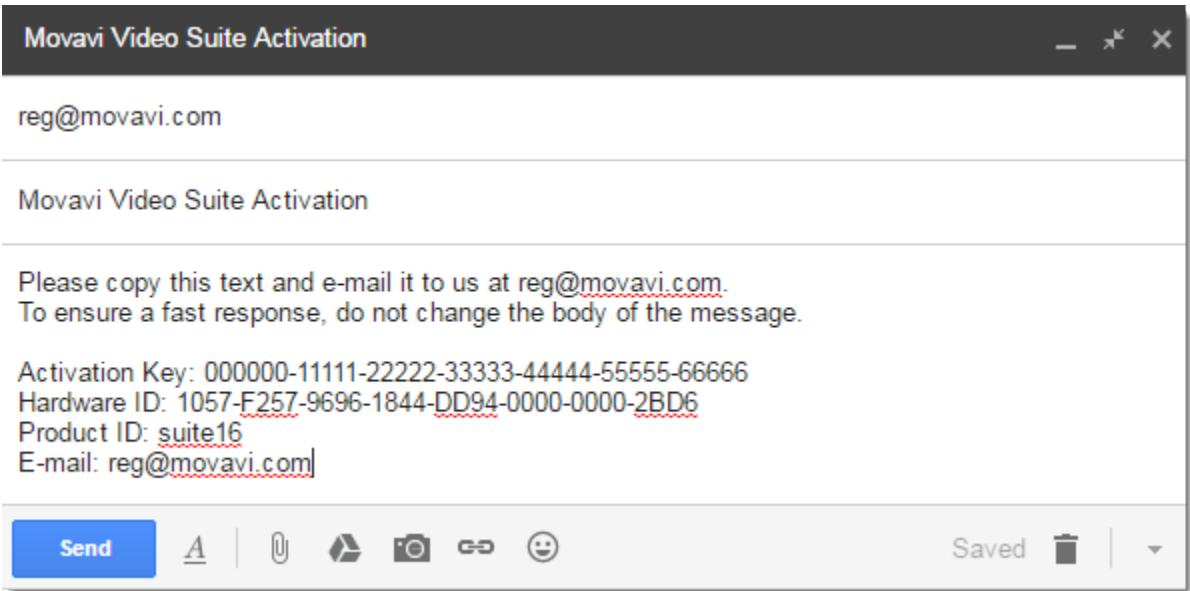 Movavi Video Suite Activation
reg@movavi.com
Movavi Video Suite Activation
Please copy this text and e-mail it to us at reg@movavi.com.
To ensure a fast response, do not change the body of the message.
Activation Key: 000000-11111-22222-33333-44444-55555-66666
Hardware ID: 1057-F257-9696-1844-DD94-0000-0000-2BD6
Product ID: suite16
E-mail: reg@movavi.com
Send A Saved